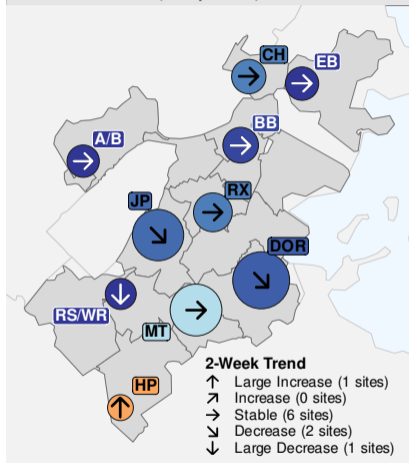 CH
EB
A/B
BB
JP
RX
DOR
RS/WR
MT
HP
2-Week Trend
↑ Large Increase (1 sites)
↗ Increase (0 sites)
→ Stable (6 sites)
↘ Decrease (2 sites)
↓ Large Decrease (1 sites)